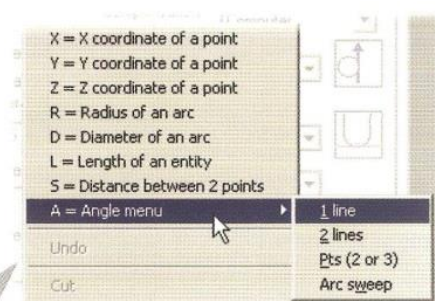 X = X coordinate of a point
Y = Y coordinate of a point
Z = Z coordinate of a point
R = Radius of an arc
D = Diameter of an arc
L = Length of an entity
S = Distance between 2 points
A = Angle menu
1 line
2 lines
Pts (2 or 3)
Arc sweep
Undo
Cut